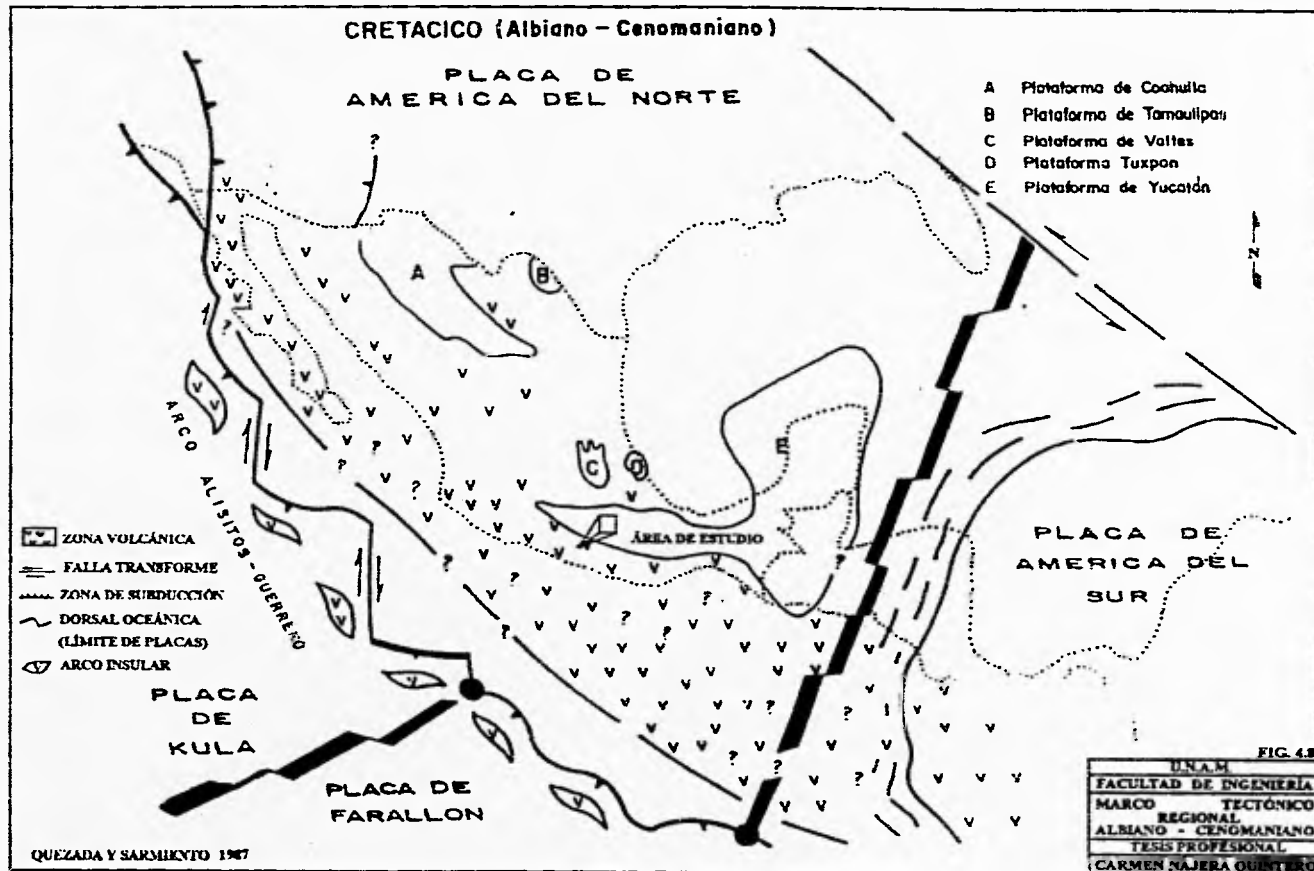 CRETACICO (Albiano - Cenomaniano)
PLACA DE
AMERICA DEL NORTE
A Plataforma de Coahuila
B Plataforma de Tamaulipas
C Plataforma de Valles
D Plataforma Tuxpan
E Plataforma de Yucatán
N
A
B
C
D
E
ÁREA DE ESTUDIO
ARCO ALISITOS-GUERRERO
PLACA DE
AMERICA DEL
SUR
ZONA VOLCÁNICA
FALLA TRANSFORME
ZONA DE SUBDUCCIÓN
DORSAL OCEÁNICA
(LÍMITE DE PLACAS)
ARCO INSULAR
PLACA
DE
KULA
PLACA DE
FARALLON
QUEZADA Y SARMIENTO 1987
FIG. 4.8
U.N.A.M.
FACULTAD DE INGENIERÍA
MARCO TECTÓNICO
REGIONAL
ALBIANO - CENOMANIANO
TESIS PROFESIONAL
CARMEN NAJERA QUINTERO